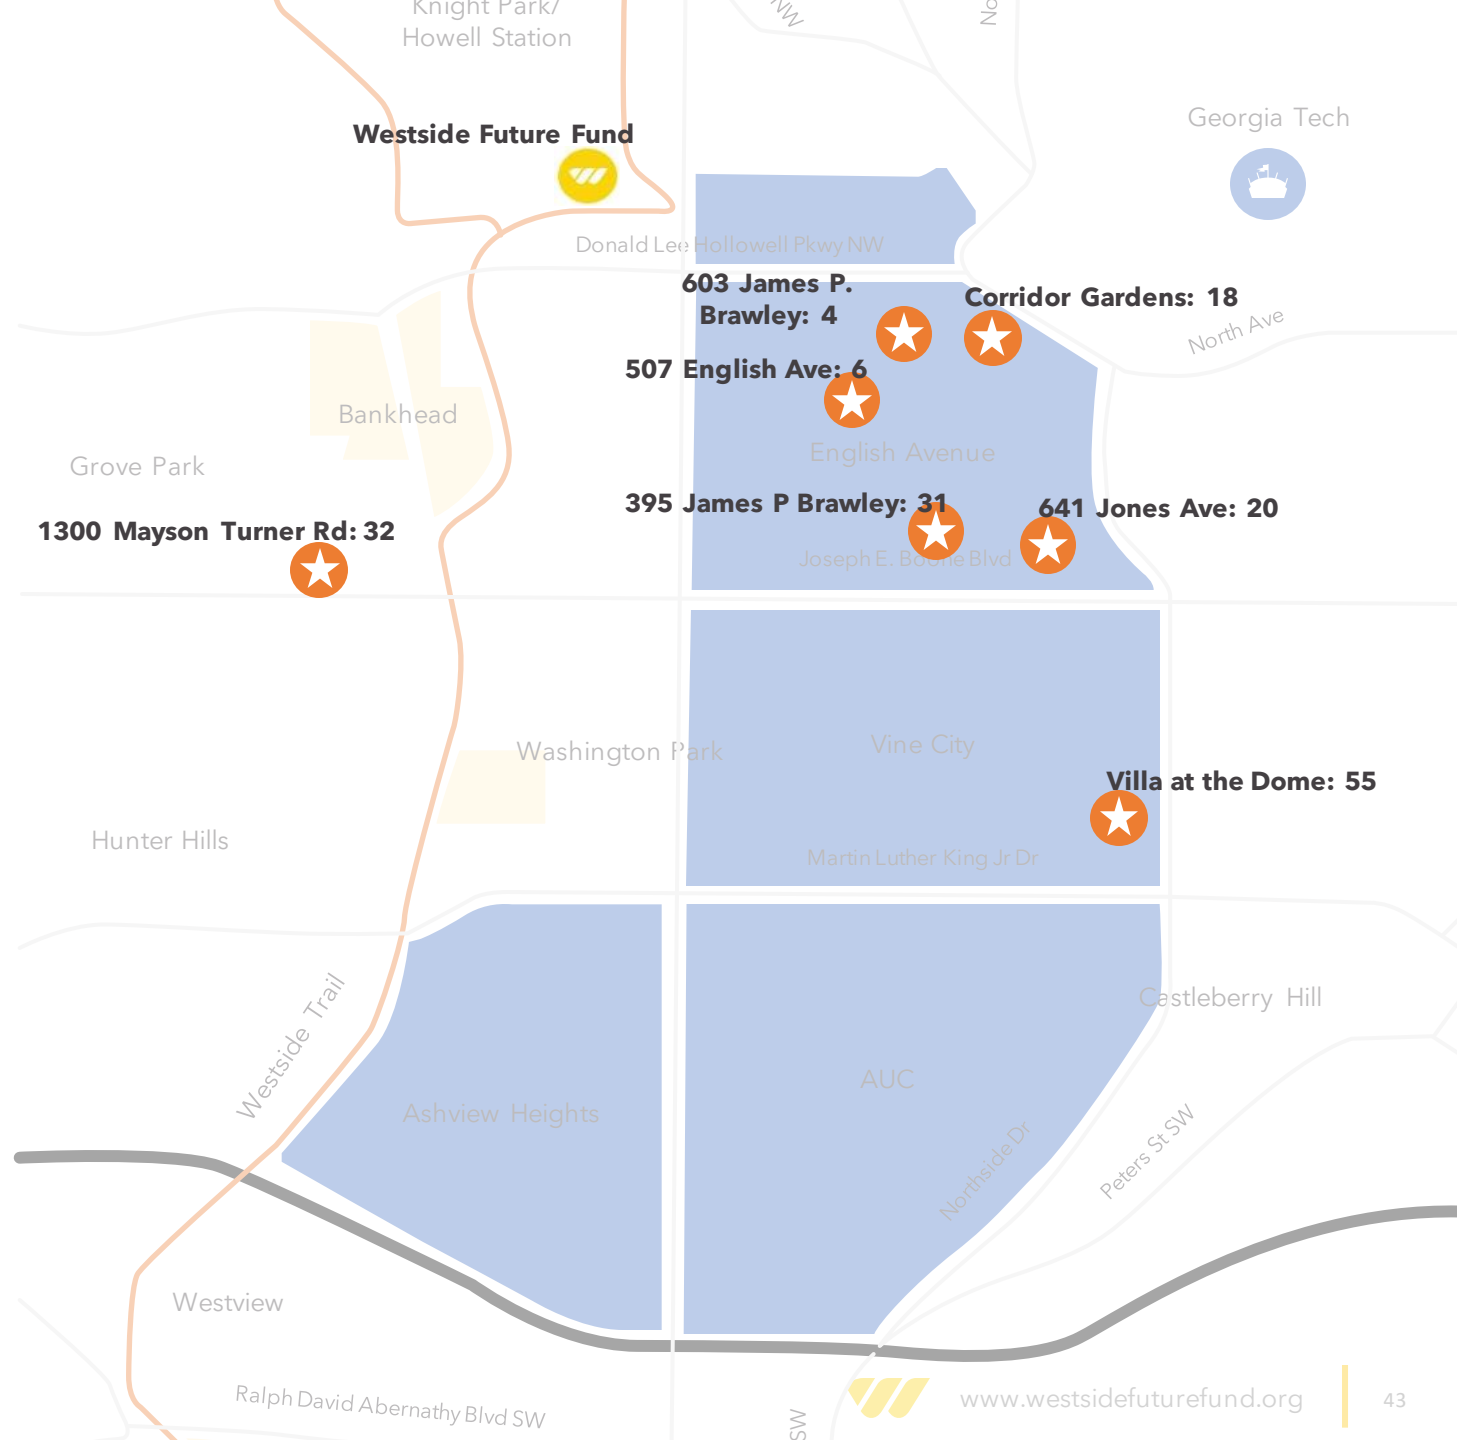 Knight Park/
Howell Station
NW
No
Georgia Tech
Westside Future Fund
Donald Lee Hollowell Pkwy NW
603 James P.
Brawley: 4
Corridor Gardens: 18
North Ave
507 English Ave: 6
Bankhead
English Avenue
Grove Park
395 James P Brawley: 31
641 Jones Ave: 20
1300 Mayson Turner Rd: 32
Joseph E. Boone Blvd
Washington Park
Vine City
Villa at the Dome: 55
Hunter Hills
Martin Luther King Jr Dr
Westside Trail
Castleberry Hill
AUC
Ashview Heights
Northside Dr
Peters St SW
Westview
Ralph David Abernathy Blvd SW
SW
www.westsidefuturefund.org
43